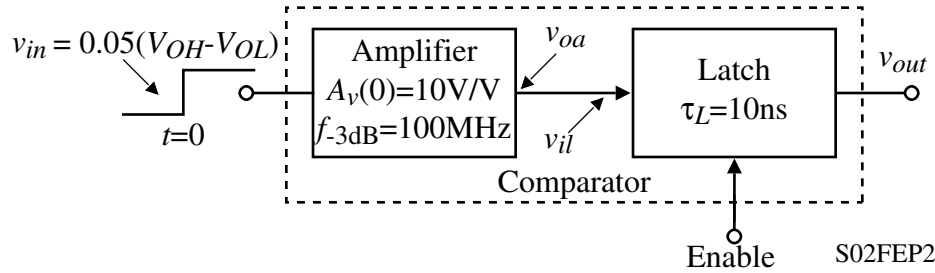 v_in = 0.05(V_OH-V_OL)
t=0
Amplifier
A_v(0)=10V/V
f_-3dB=100MHz
v_oa
v_il
Latch
τ_L=10ns
v_out
Comparator
Enable
S02FEP2